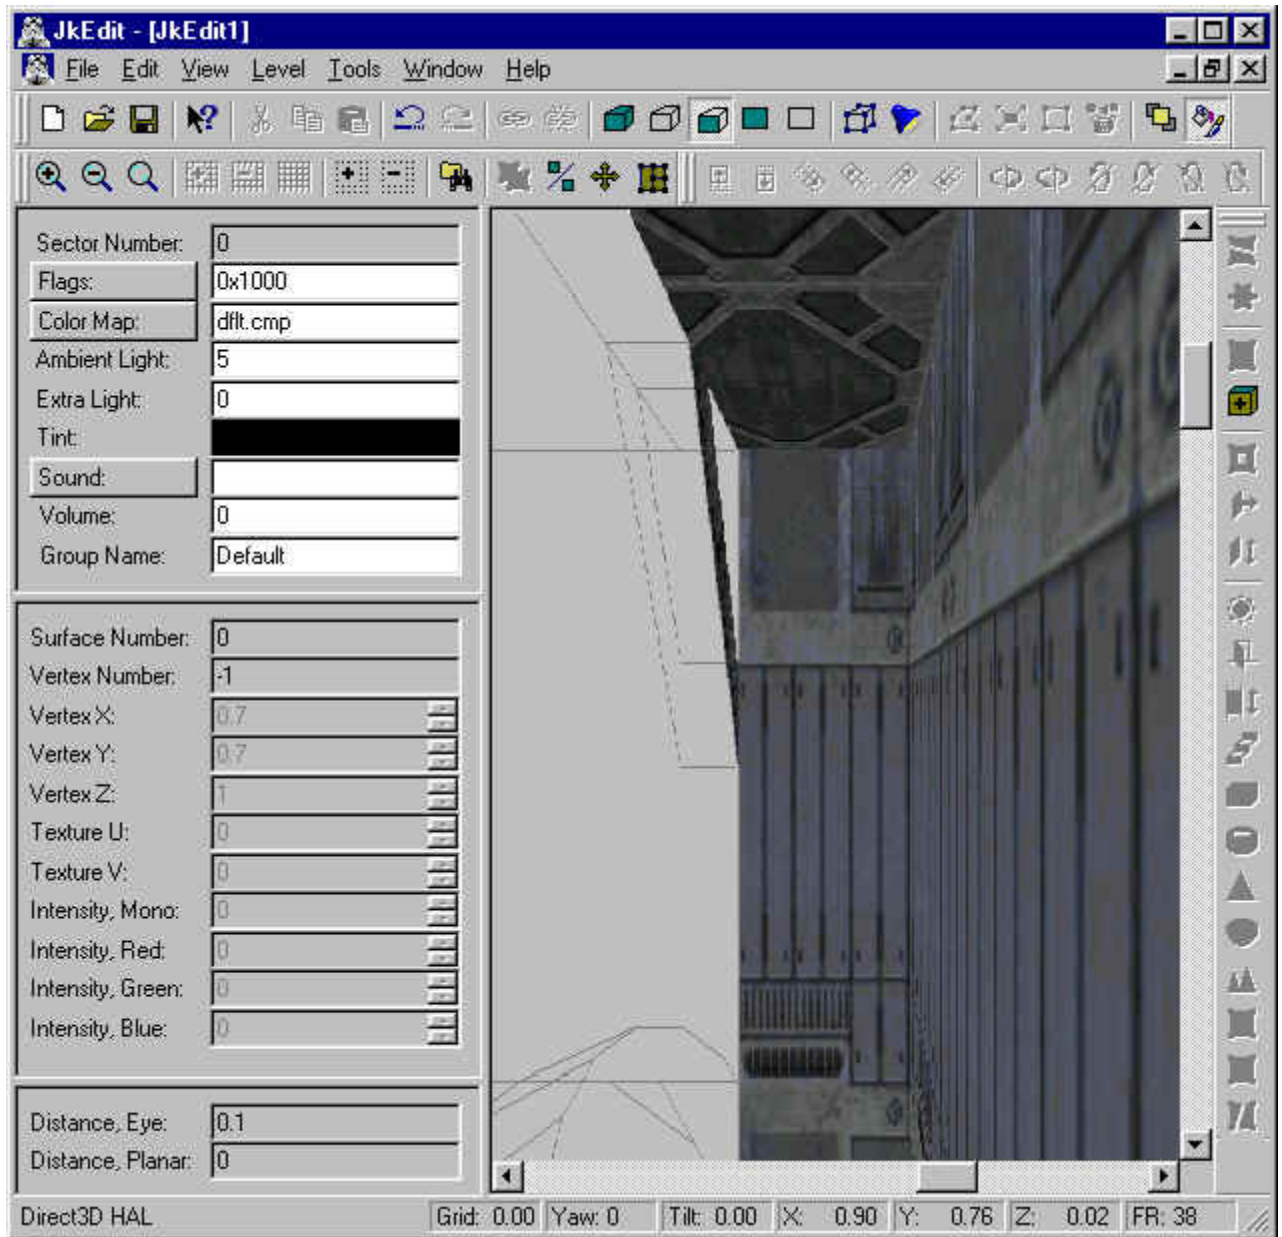 JkEdit - [JkEdit1]
File Edit View Level Tools Window Help
Sector Number: 0
Flags: 0x1000
Color Map: dflt.cmp
Ambient Light: 5
Extra Light: 0
Tint:
Sound:
Volume: 0
Group Name: Default
Surface Number: 0
Vertex Number: -1
Vertex X: 0.7
Vertex Y: 0.7
Vertex Z: 1
Texture U: 0
Texture V: 0
Intensity, Mono: 0
Intensity, Red: 0
Intensity, Green: 0
Intensity, Blue: 0
Distance, Eye: 0.1
Distance, Planar: 0
Direct3D HAL Grid: 0.00 Yaw: 0 Tilt: 0.00 X: 0.90 Y: 0.76 Z: 0.02 FR: 38